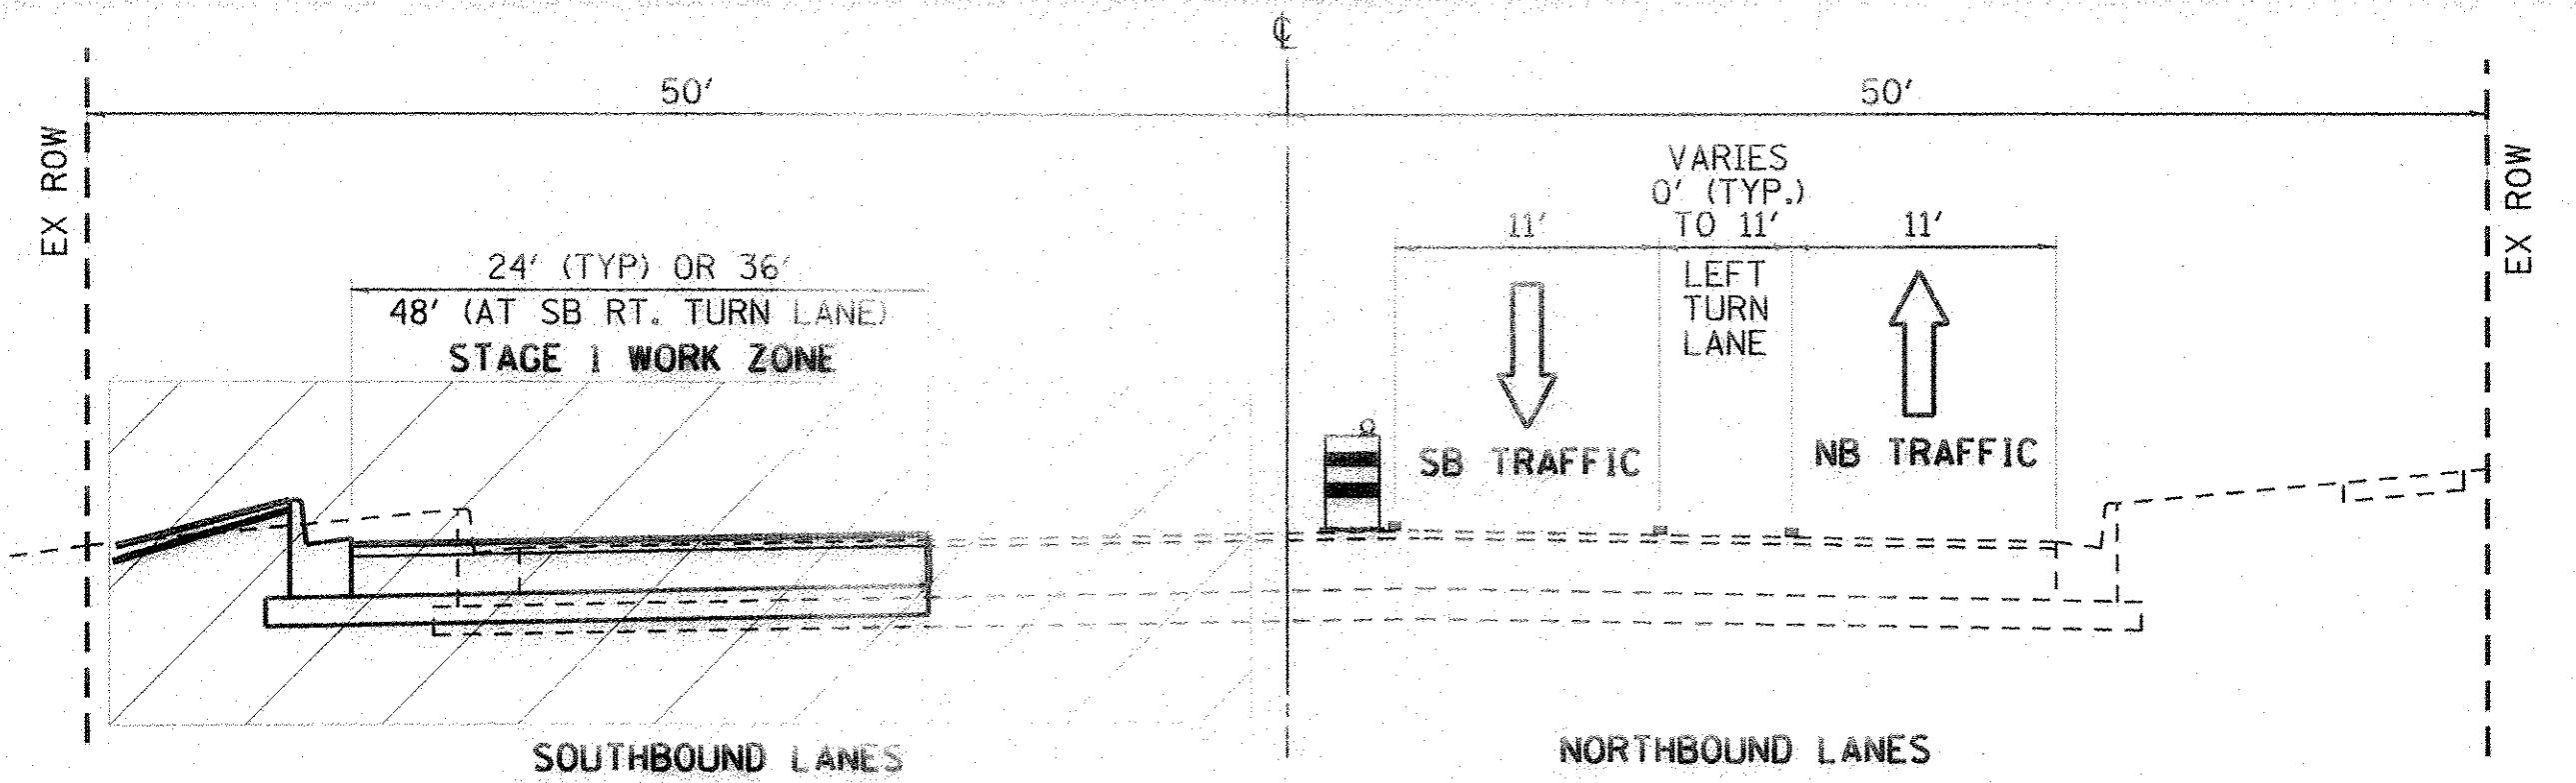 ℄
50'
50'
EX ROW
EX ROW
VARIES
0' (TYP.)
TO 11'
11'
11'
LEFT
TURN
LANE
24' (TYP) OR 36'
48' (AT SB RT. TURN LANE)
STAGE 1 WORK ZONE
SB TRAFFIC
NB TRAFFIC
SOUTHBOUND LANES
NORTHBOUND LANES